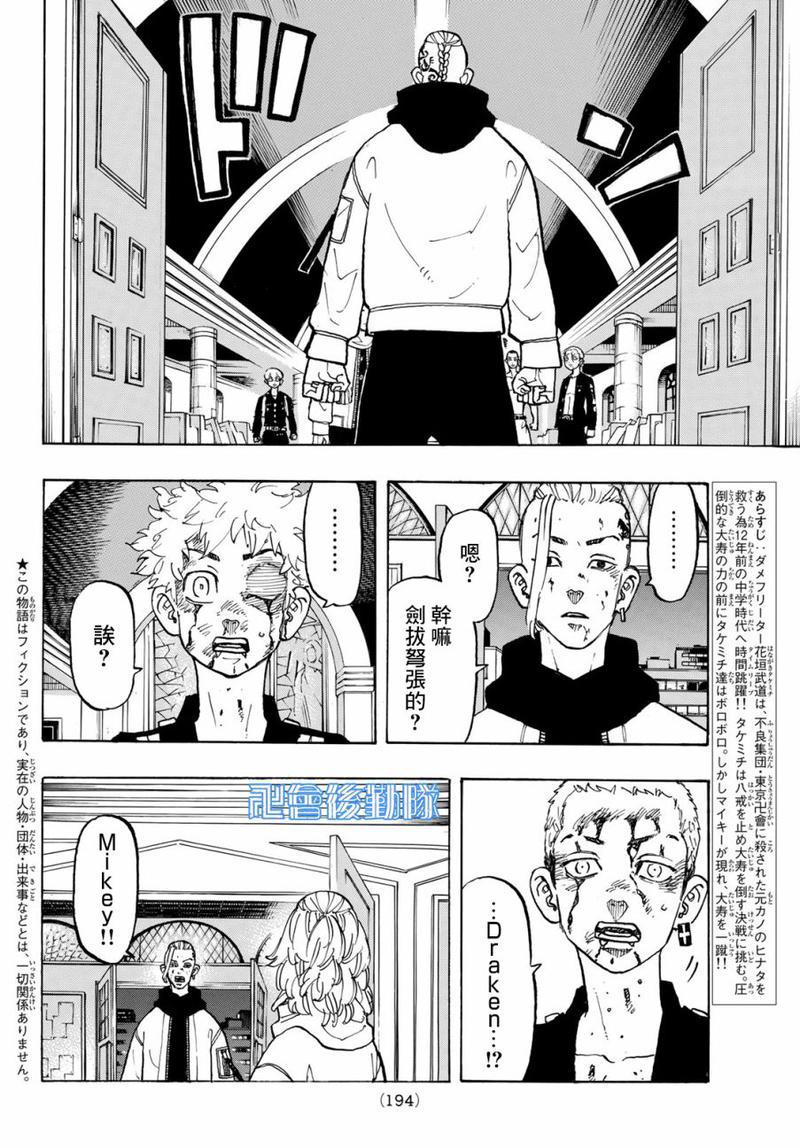 ドン
あらすじ:ダメフリーター花垣武道は、不良集団・東京卍會に殺された元カノのヒナタを
救う為12年前の中学時代へ時間跳躍!!タケミチは八戒を止め大寿を倒す決戦に挑む。圧
倒的な大寿の力の前にタケミチ達はボロボロ。しかしマイキーが現れ、大寿を一蹴!!
………
嗯?
幹嘛
劍拔弩張的?
………
誒?
…Draken…!?
卍會後勤隊
Mikey!!
★この物語はフィクションであり、実在の人物・団体・出来事などとは、一切関係ありません。
(194)